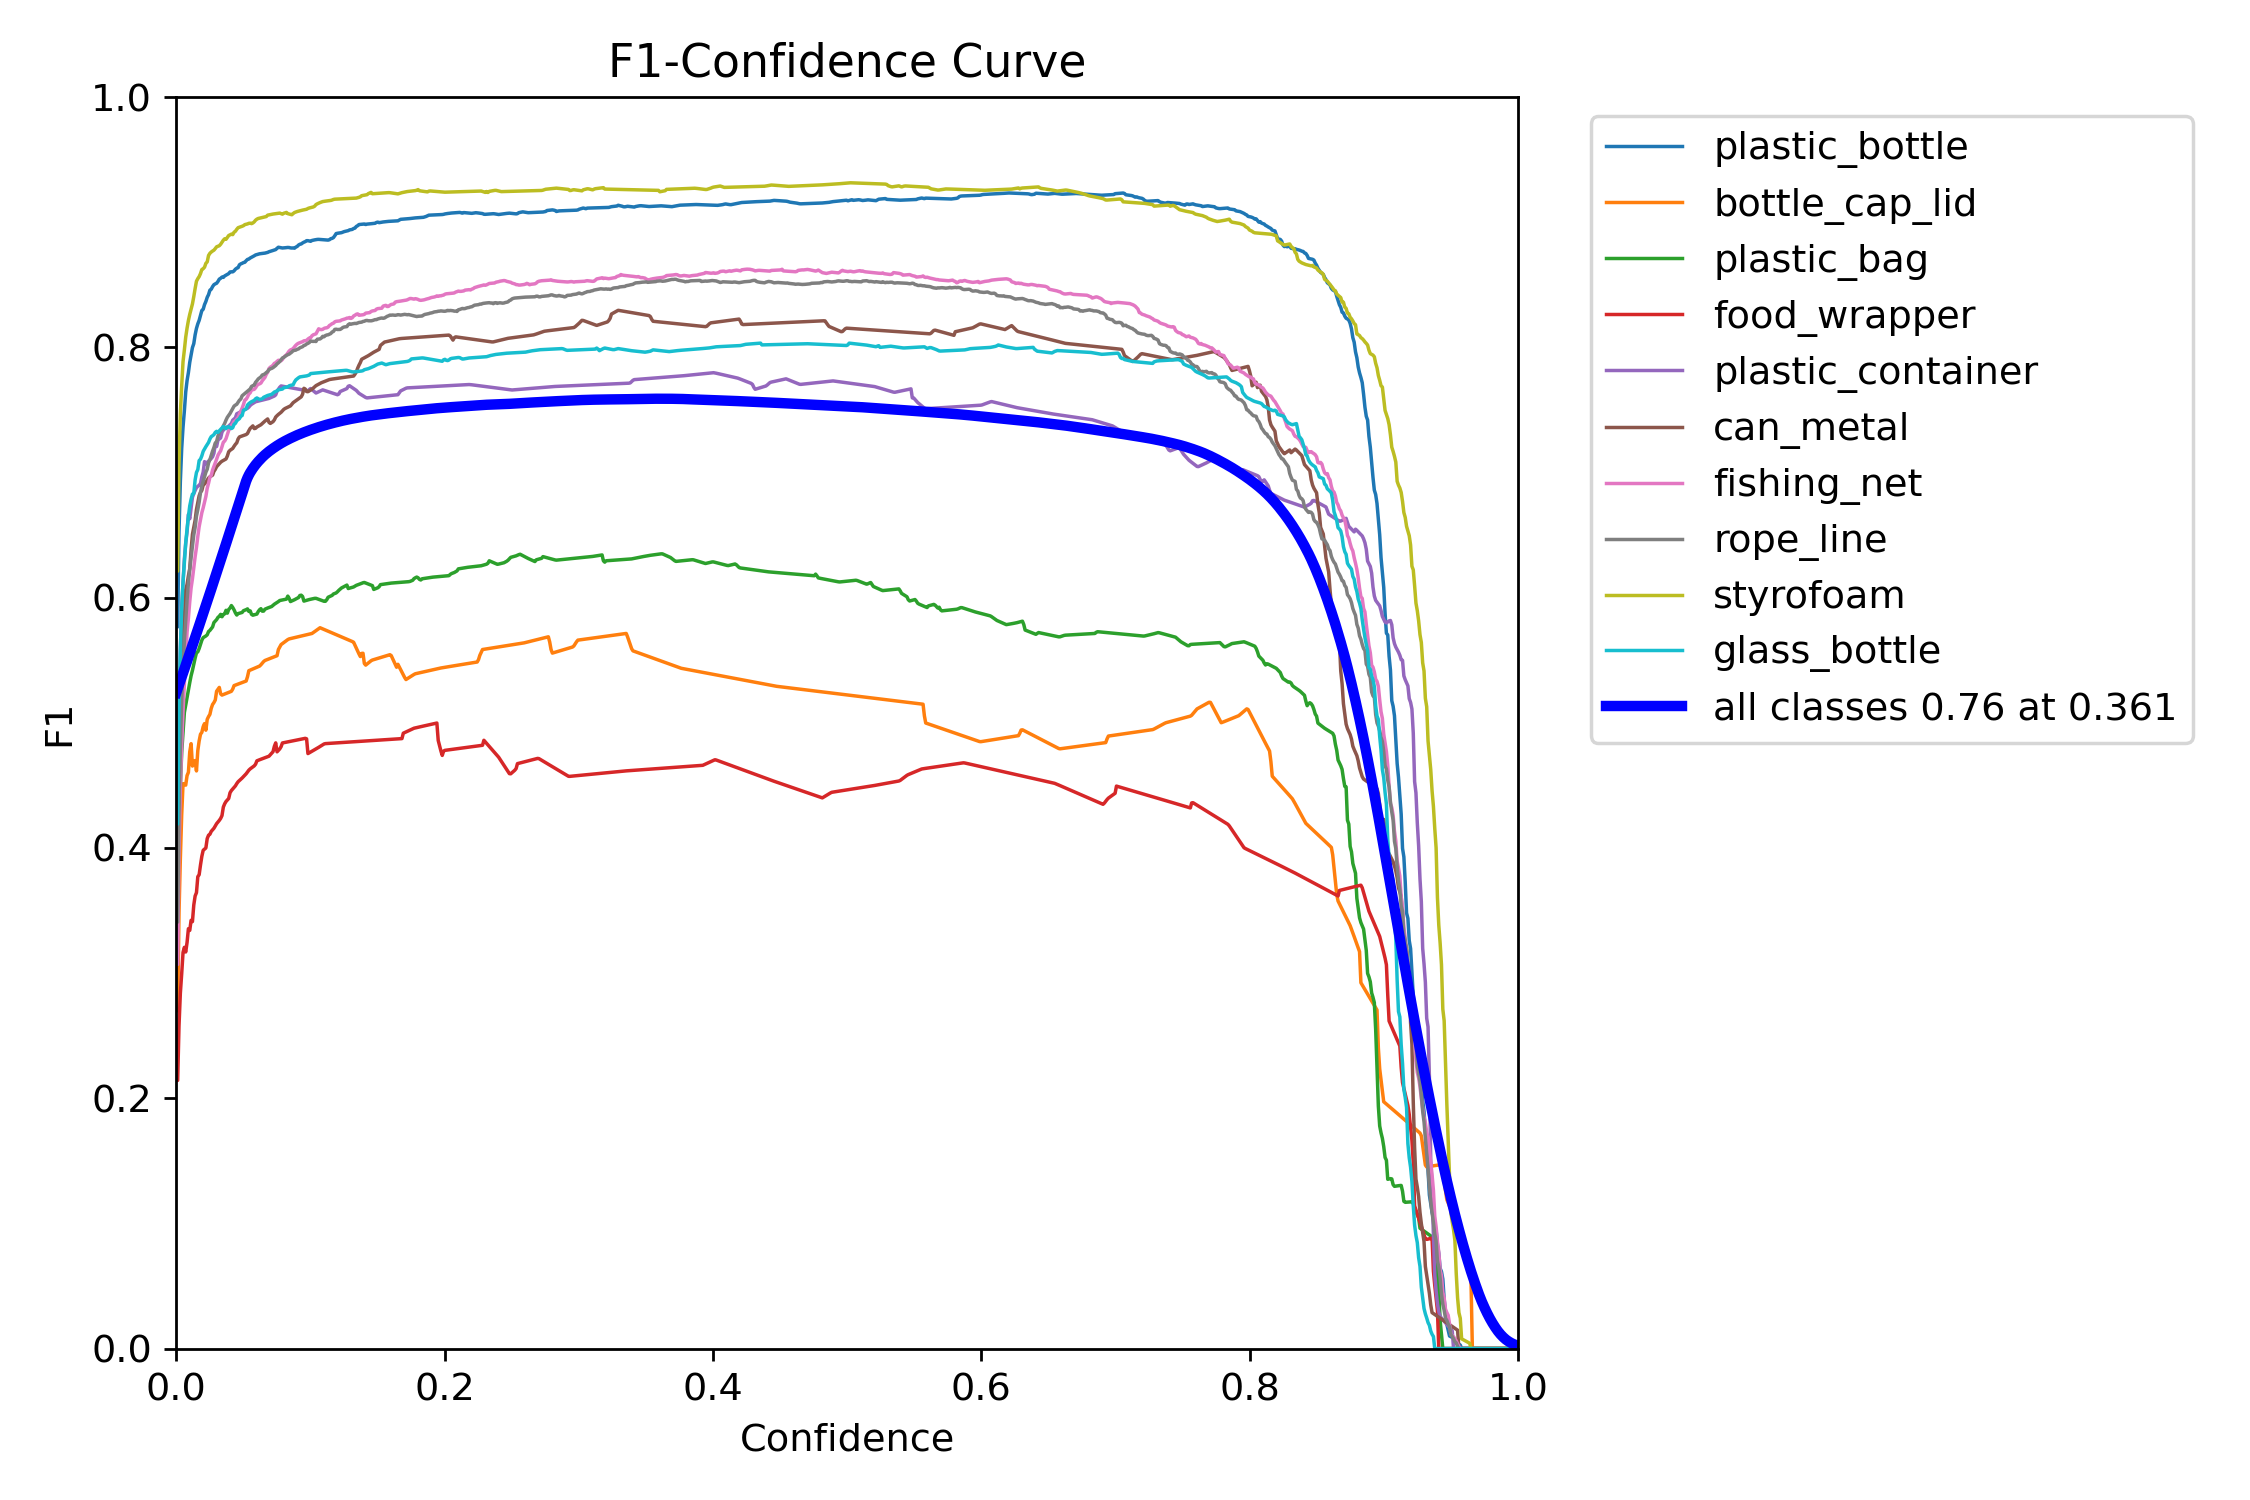 F1-Confidence Curve
1.0
0.8
0.6
0.4
0.2
0.0
F1
0.0 0.2 0.4 0.6 0.8 1.0
Confidence
plastic_bottle
bottle_cap_lid
plastic_bag
food_wrapper
plastic_container
can_metal
fishing_net
rope_line
styrofoam
glass_bottle
all classes 0.76 at 0.361